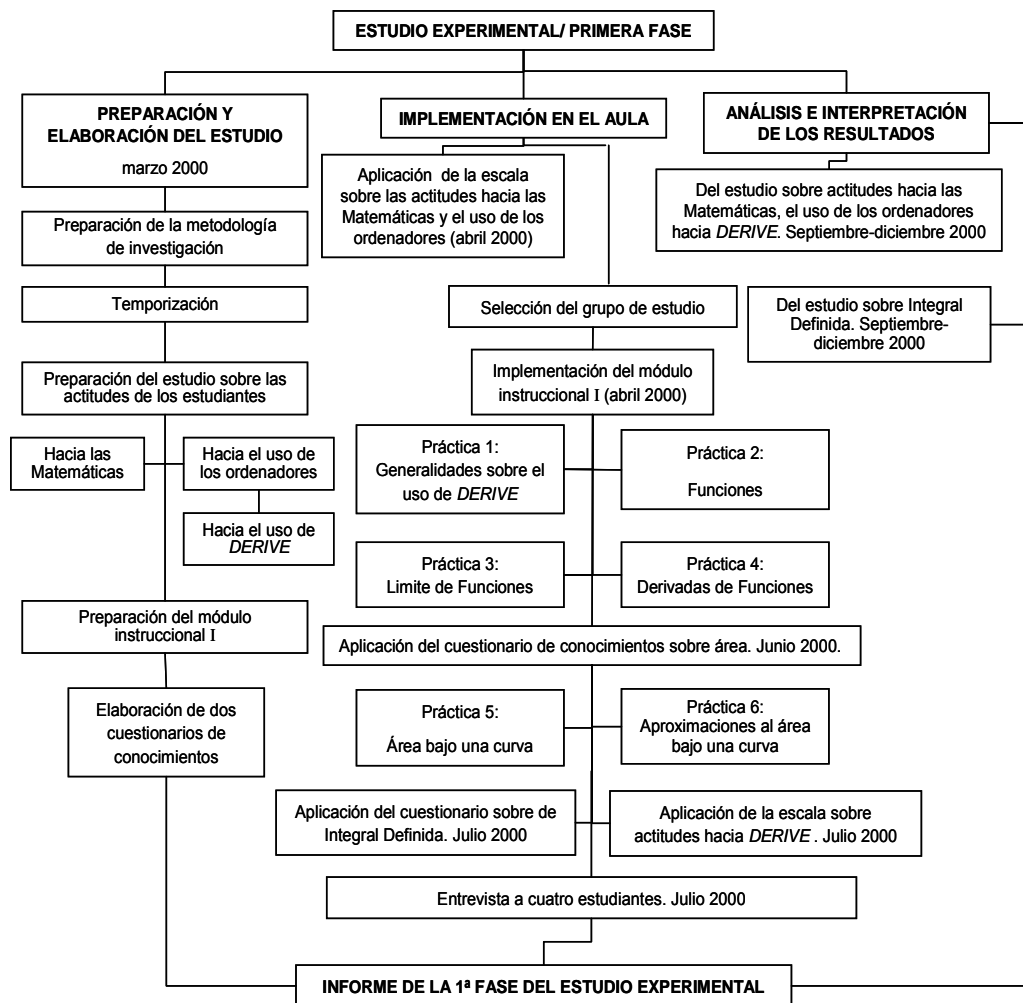 ESTUDIO EXPERIMENTAL/ PRIMERA FASE
PREPARACIÓN Y
ELABORACIÓN DEL ESTUDIO
marzo 2000
Preparación de la metodología
de investigación
Temporización
Preparación del estudio sobre las
actitudes de los estudiantes
Hacia las
Matemáticas
Hacia el uso de
los ordenadores
Hacia el uso de
DERIVE
Preparación del módulo
instruccional I
Elaboración de dos
cuestionarios de
conocimientos
IMPLEMENTACIÓN EN EL AULA
Aplicación de la escala
sobre las actitudes hacia las
Matemáticas y el uso de los
ordenadores (abril 2000)
Selección del grupo de estudio
Implementación del módulo
instruccional I (abril 2000)
Práctica 1:
Generalidades sobre el
uso de DERIVE
Práctica 2:
Funciones
Práctica 3:
Limite de Funciones
Práctica 4:
Derivadas de Funciones
Aplicación del cuestionario de conocimientos sobre área. Junio 2000.
Práctica 5:
Área bajo una curva
Práctica 6:
Aproximaciones al área
bajo una curva
Aplicación del cuestionario sobre de
Integral Definida. Julio 2000
Aplicación de la escala sobre
actitudes hacia DERIVE . Julio 2000
Entrevista a cuatro estudiantes. Julio 2000
ANÁLISIS E INTERPRETACIÓN
DE LOS RESULTADOS
Del estudio sobre actitudes hacia las
Matemáticas, el uso de los ordenadores
hacia DERIVE. Septiembre-diciembre 2000
Del estudio sobre Integral
Definida. Septiembre-
diciembre 2000
INFORME DE LA 1ª FASE DEL ESTUDIO EXPERIMENTAL